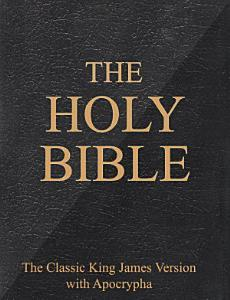 THE
HOLY
BIBLE
The Classic King James Version
with Apocrypha